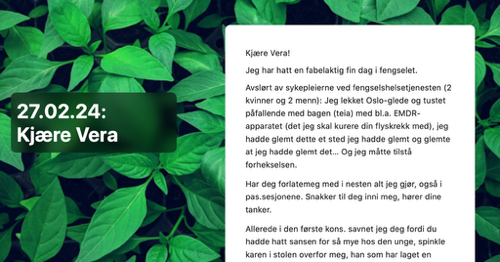 27.02.24:
Kjære Vera
Kjære Vera!
Jeg har hatt en fabelaktig fin dag i fengselet.
Avslørt av sykepleierne ved fengselshelsetjenesten (2
kvinner og 2 menn): Jeg lekket Oslo-glede og tustet
påfallende med bagen (teia) med bl.a. EMDR-
apparatet (det jeg skal kurere din flyskrekk med), jeg
hadde glemt dette et sted jeg hadde glemt og glemte
at jeg hadde glemt det... Og jeg måtte tilstå
forhekselsen.
Har deg forlatemeg med i nesten alt jeg gjør, også i
pas.sesjonene. Snakker til deg inni meg, hører dine
tanker.
Allerede i den første kons. savnet jeg deg fordi du
hadde hatt sansen for så mye hos den unge, spinkle
karen i stolen overfor meg, han som har laget en